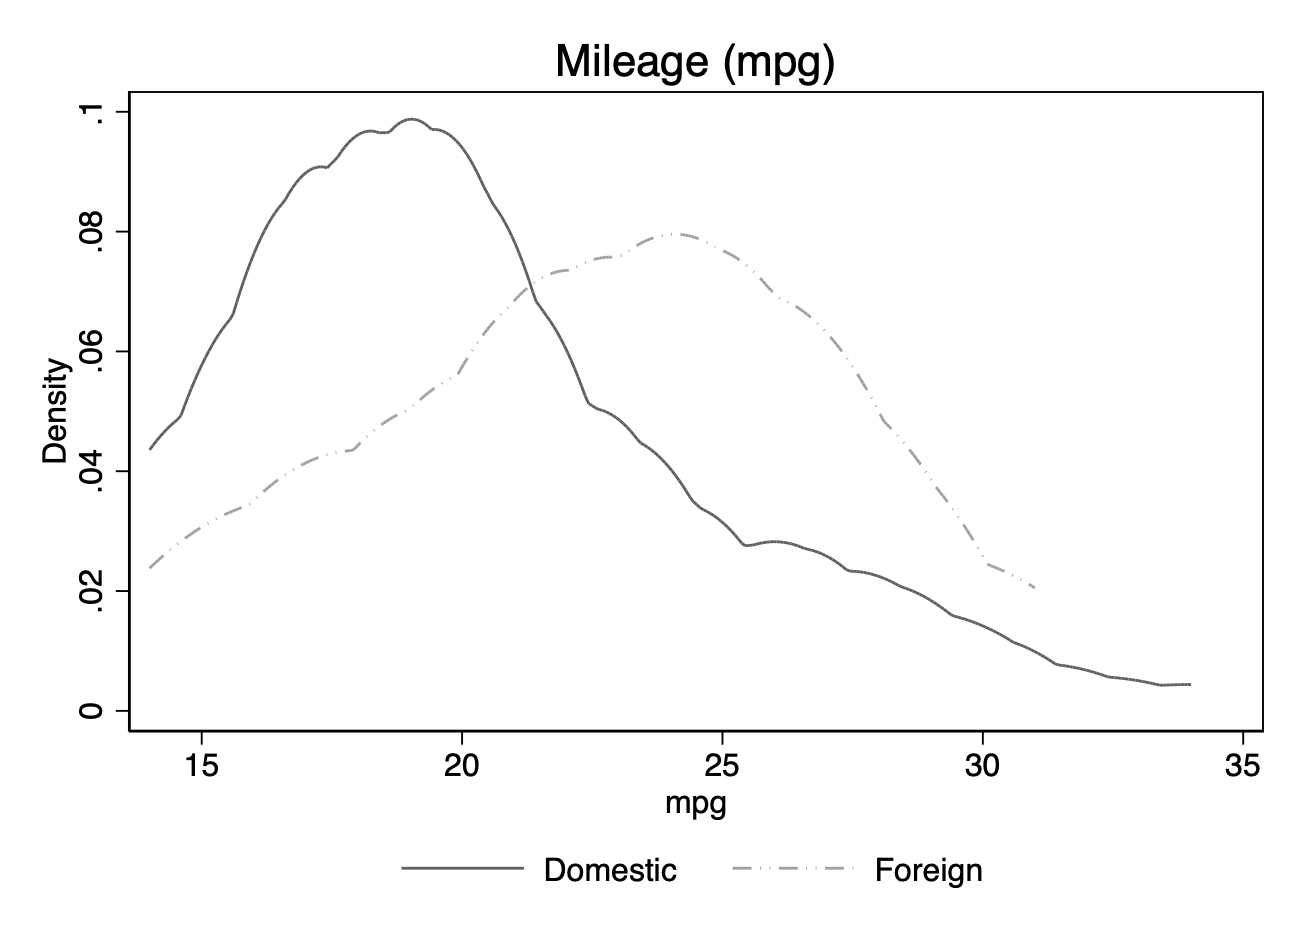 Mileage (mpg)
Density
.1
.08
.06
.04
.02
0
15 20 25 30 35
mpg
Domestic Foreign